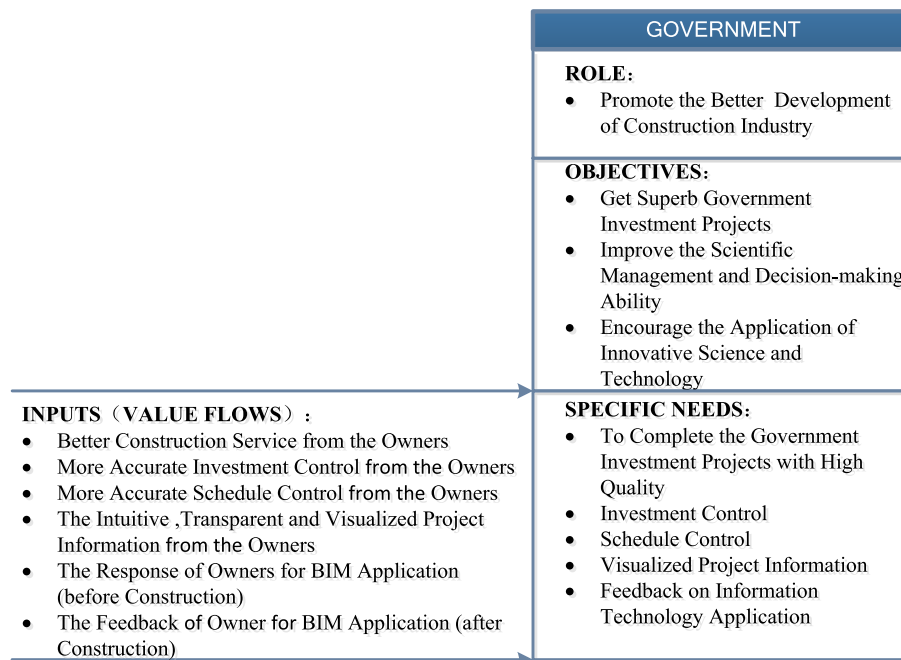 GOVERNMENT
ROLE：
• Promote the Better Development
of Construction Industry
OBJECTIVES：
• Get Superb Government
Investment Projects
• Improve the Scientific
Management and Decision-making
Ability
• Encourage the Application of
Innovative Science and
Technology
INPUTS（VALUE FLOWS）：
• Better Construction Service from the Owners
• More Accurate Investment Control from the Owners
• More Accurate Schedule Control from the Owners
• The Intuitive ,Transparent and Visualized Project
Information from the Owners
• The Response of Owners for BIM Application
(before Construction)
• The Feedback of Owner for BIM Application (after
Construction)
SPECIFIC NEEDS：
• To Complete the Government
Investment Projects with High
Quality
• Investment Control
• Schedule Control
• Visualized Project Information
• Feedback on Information
Technology Application